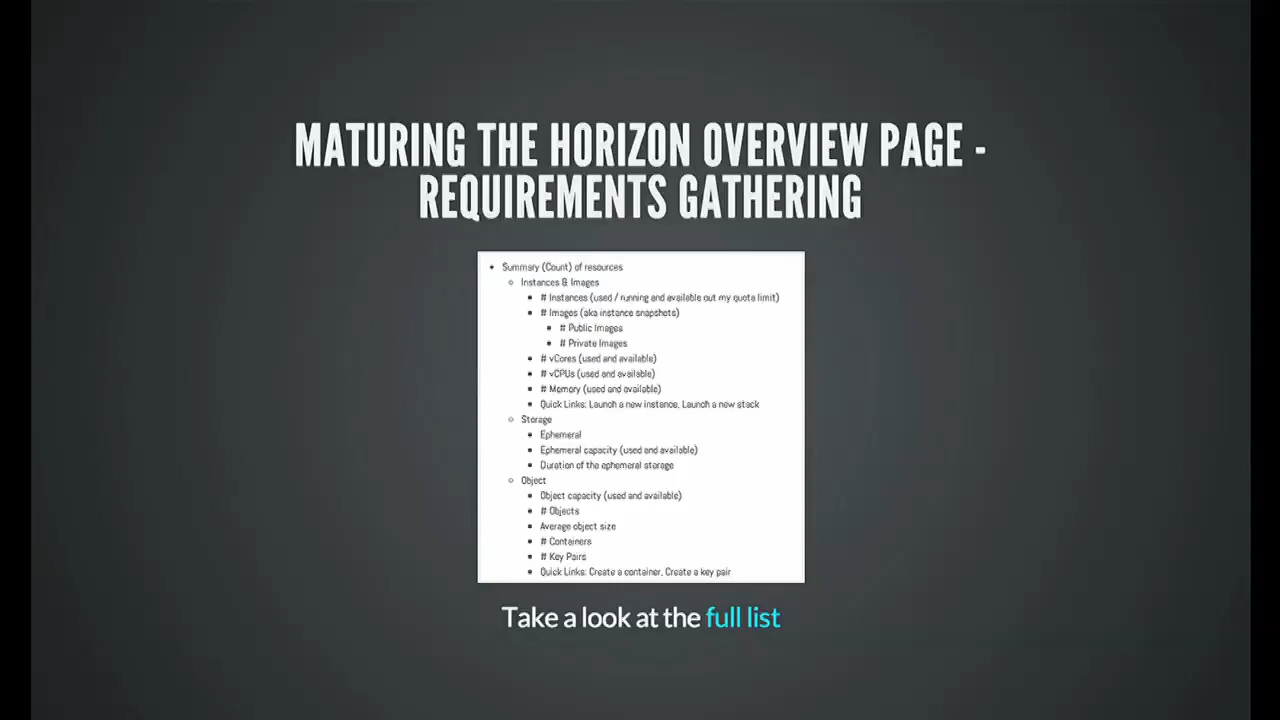 MATURING THE HORIZON OVERVIEW PAGE -
REQUIREMENTS GATHERING
Summary (Count) of resources
Instances & Images
# Instances (used / running and available out my quota limit)
# Images (aka instance snapshots)
# Public Images
# Private Images
# vCores (used and available)
# vCPUs (used and available)
# Memory (used and available)
Quick Links: Launch a new instance, Launch a new stack
Storage
Ephemeral
Ephemeral capacity (used and available)
Duration of the ephemeral storage
Object
Object capacity (used and available)
# Objects
Average object size
# Containers
# Key Pairs
Quick Links: Create a container, Create a key pair
Take a look at the full list